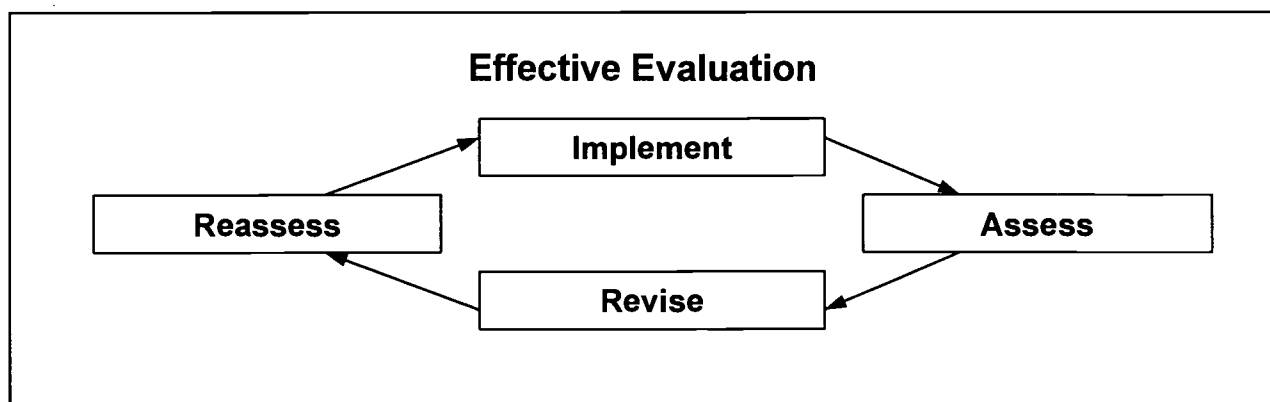 Effective Evaluation
Implement
Reassess
Assess
Revise